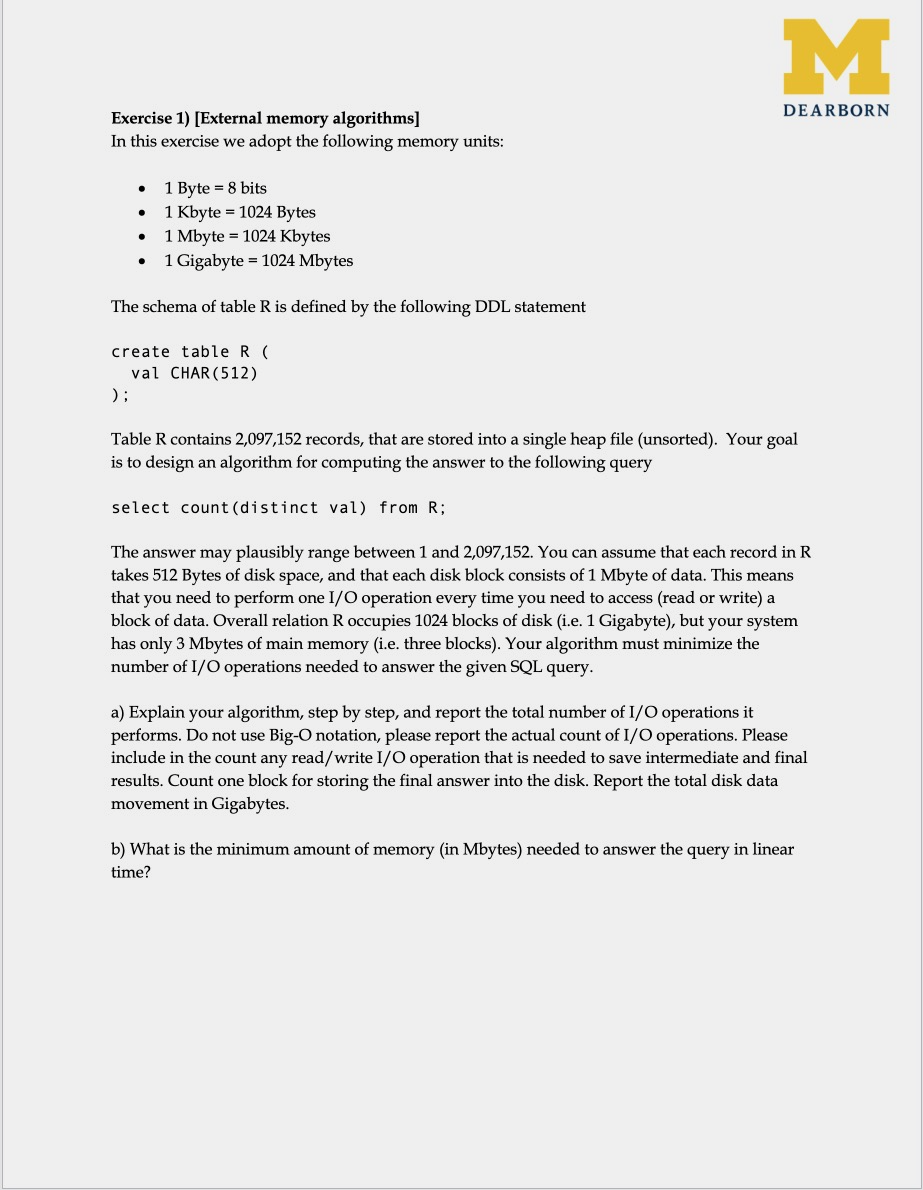 M
DEARBORN
Exercise 1) [External memory algorithms]
In this exercise we adopt the following memory units:
• 1 Byte = 8 bits
• 1 Kbyte = 1024 Bytes
• 1 Mbyte = 1024 Kbytes
• 1 Gigabyte = 1024 Mbytes
The schema of table R is defined by the following DDL statement
create table R (
  val CHAR(512)
);
Table R contains 2,097,152 records, that are stored into a single heap file (unsorted).  Your goal
is to design an algorithm for computing the answer to the following query
select count(distinct val) from R;
The answer may plausibly range between 1 and 2,097,152. You can assume that each record in R
takes 512 Bytes of disk space, and that each disk block consists of 1 Mbyte of data. This means
that you need to perform one I/O operation every time you need to access (read or write) a
block of data. Overall relation R occupies 1024 blocks of disk (i.e. 1 Gigabyte), but your system
has only 3 Mbytes of main memory (i.e. three blocks). Your algorithm must minimize the
number of I/O operations needed to answer the given SQL query.
a) Explain your algorithm, step by step, and report the total number of I/O operations it
performs. Do not use Big-O notation, please report the actual count of I/O operations. Please
include in the count any read/write I/O operation that is needed to save intermediate and final
results. Count one block for storing the final answer into the disk. Report the total disk data
movement in Gigabytes.
b) What is the minimum amount of memory (in Mbytes) needed to answer the query in linear
time?